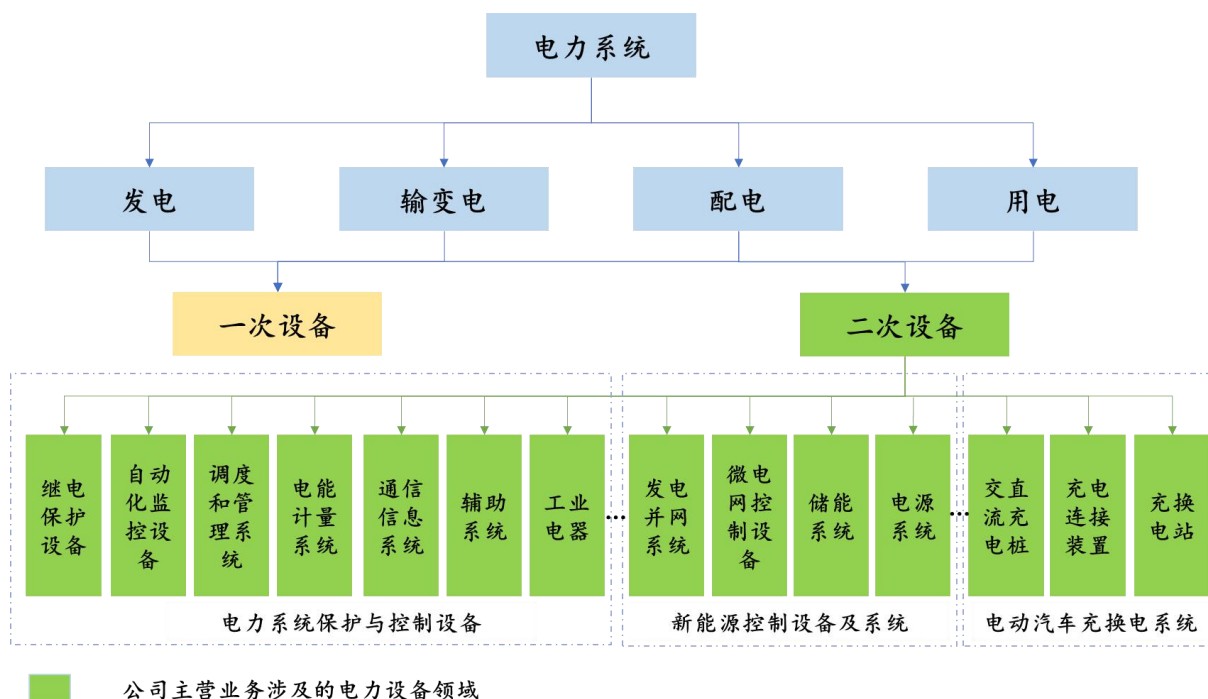 电力系统
发电
输变电
配电
用电
一次设备
二次设备
继电
保护
设备
自动
化监
控设
备
调度
和管
理系
统
电能
计量
系统
通信
信息
系统
辅助
系统
工业
电器
...
发电
并网
系统
微电
网控
制设
备
储能
系统
电源
系统
...
交直
流充
电桩
充电
连接
装置
充换
电站
电力系统保护与控制设备
新能源控制设备及系统
电动汽车充换电系统
公司主营业务涉及的电力设备领域